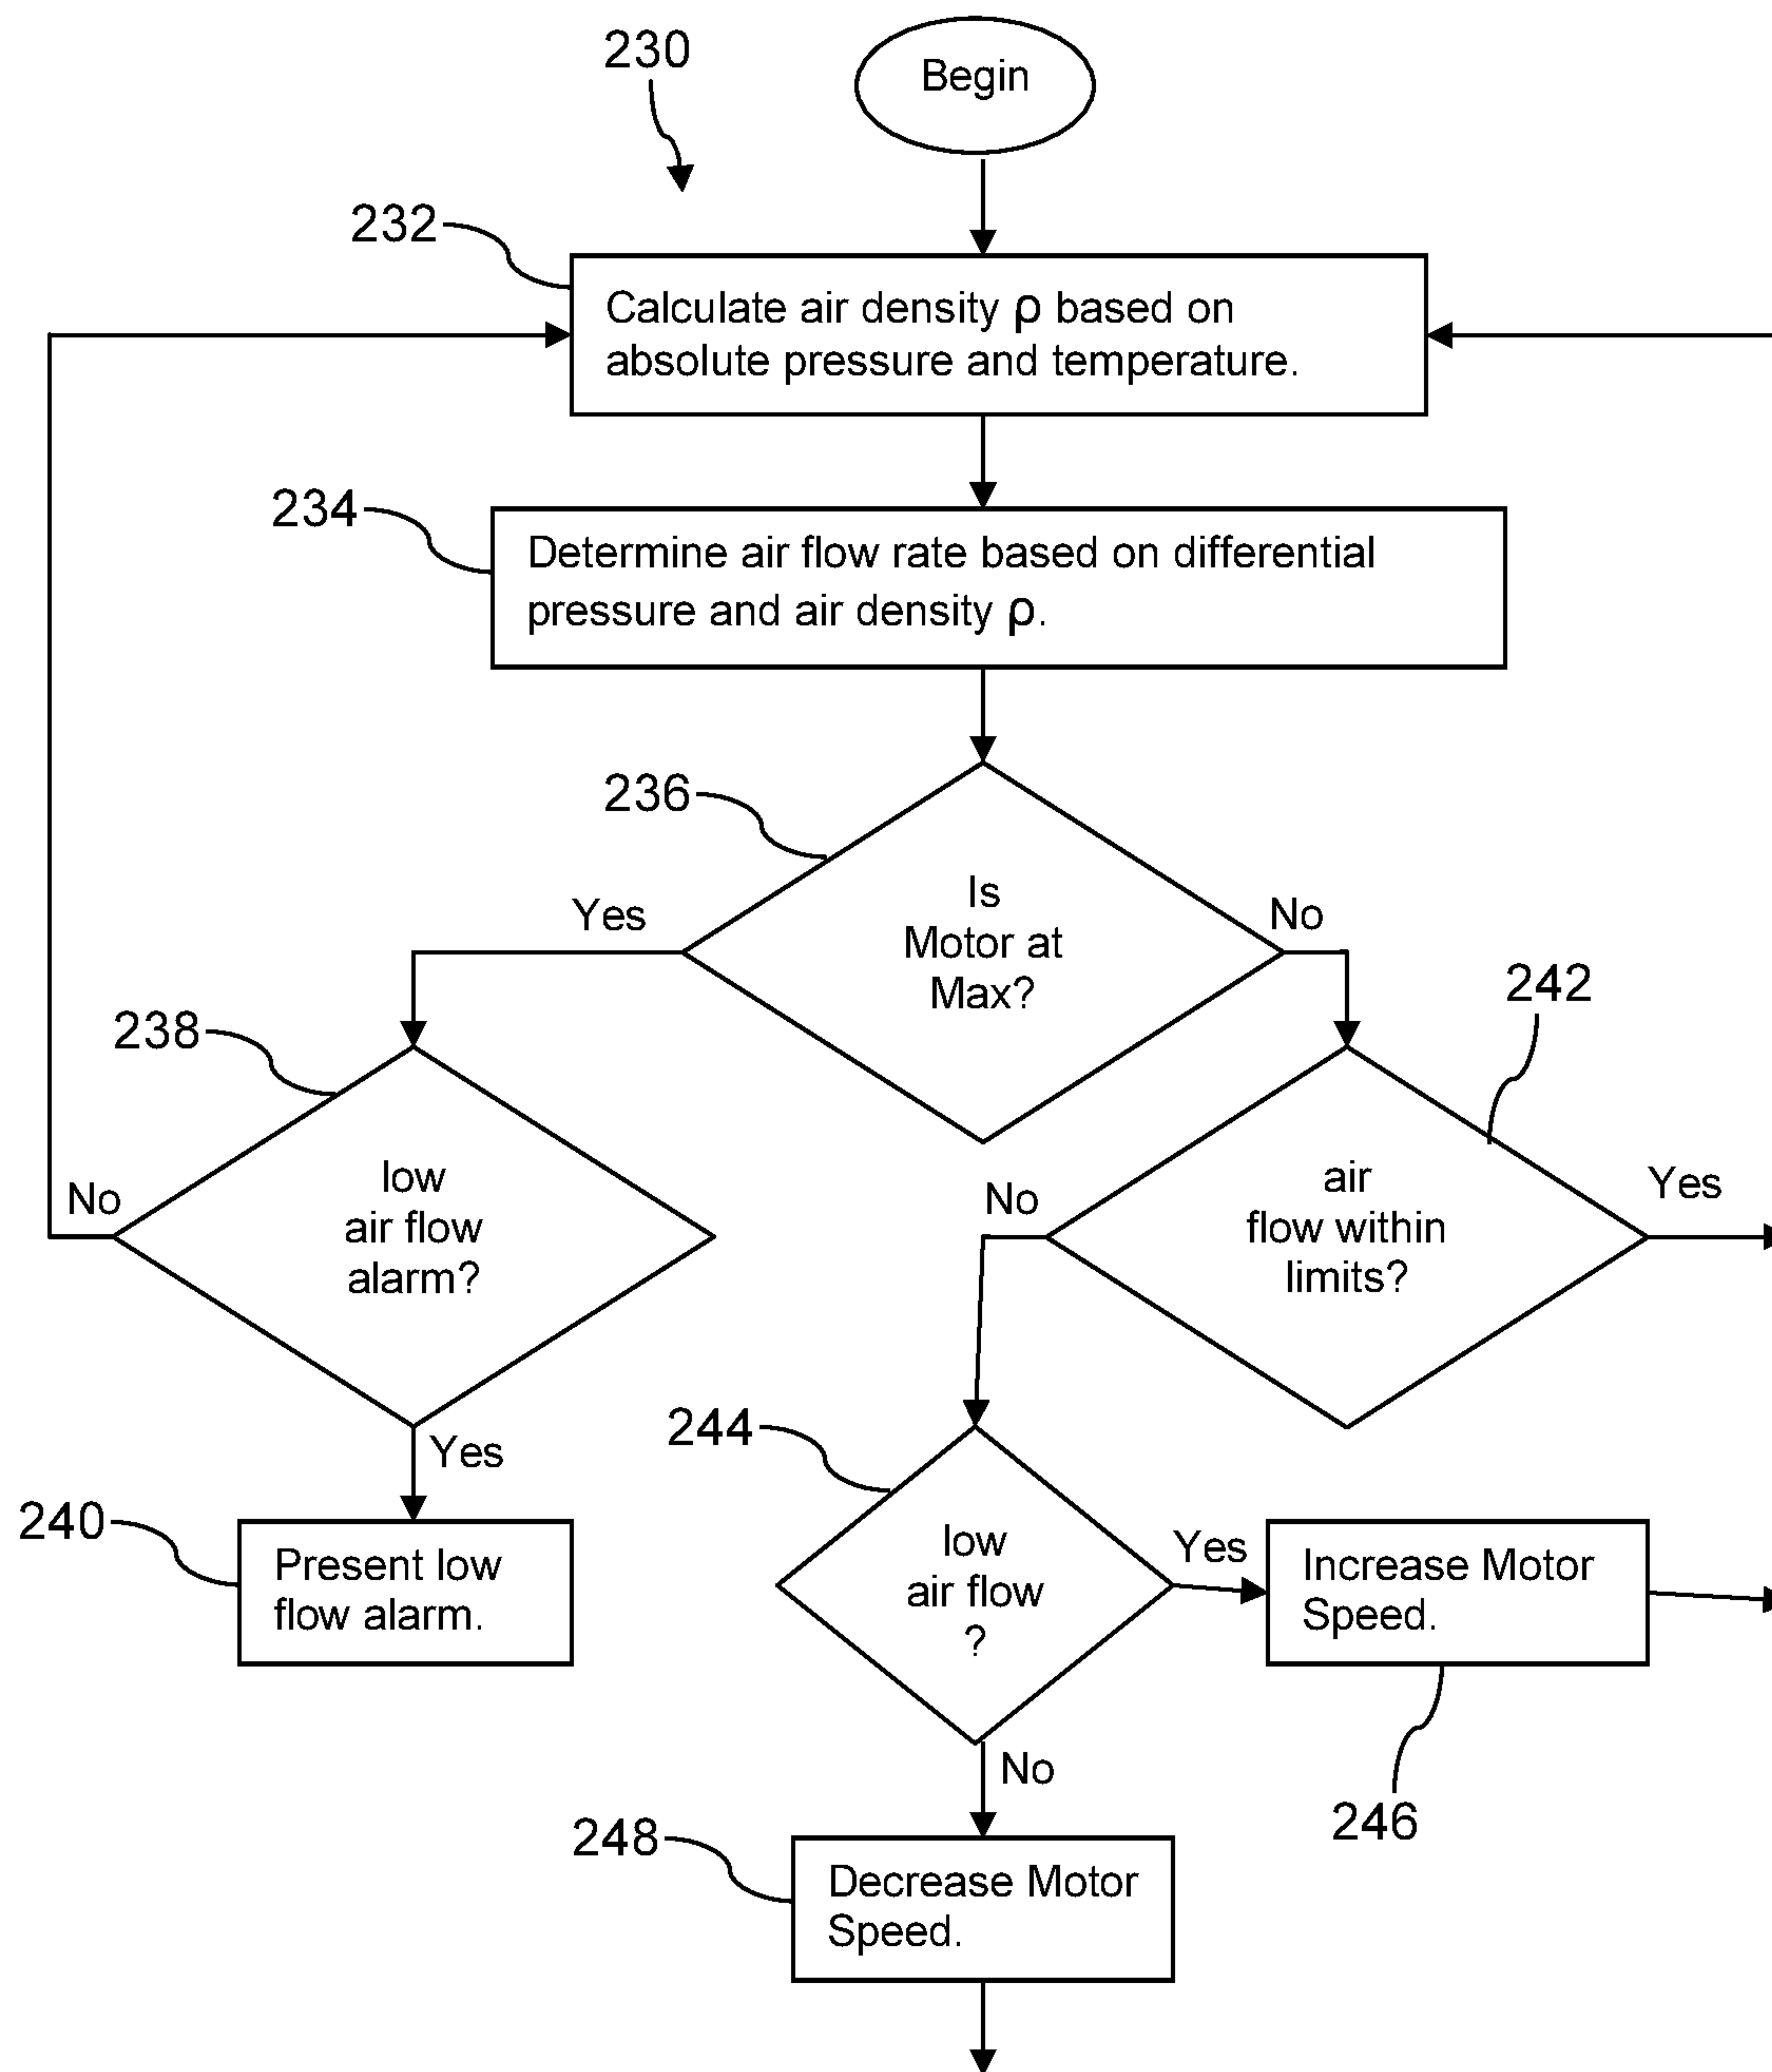 230
Begin
232
Calculate air density ρ based on
absolute pressure and temperature.
234
Determine air flow rate based on differential
pressure and air density ρ.
236
Is
Motor at
Max?
Yes
No
238
242
low
air flow
alarm?
No
air
flow within
limits?
No
Yes
Yes
244
240
Present low
flow alarm.
low
air flow
?
Yes
Increase Motor
Speed.
No
246
248
Decrease Motor
Speed.